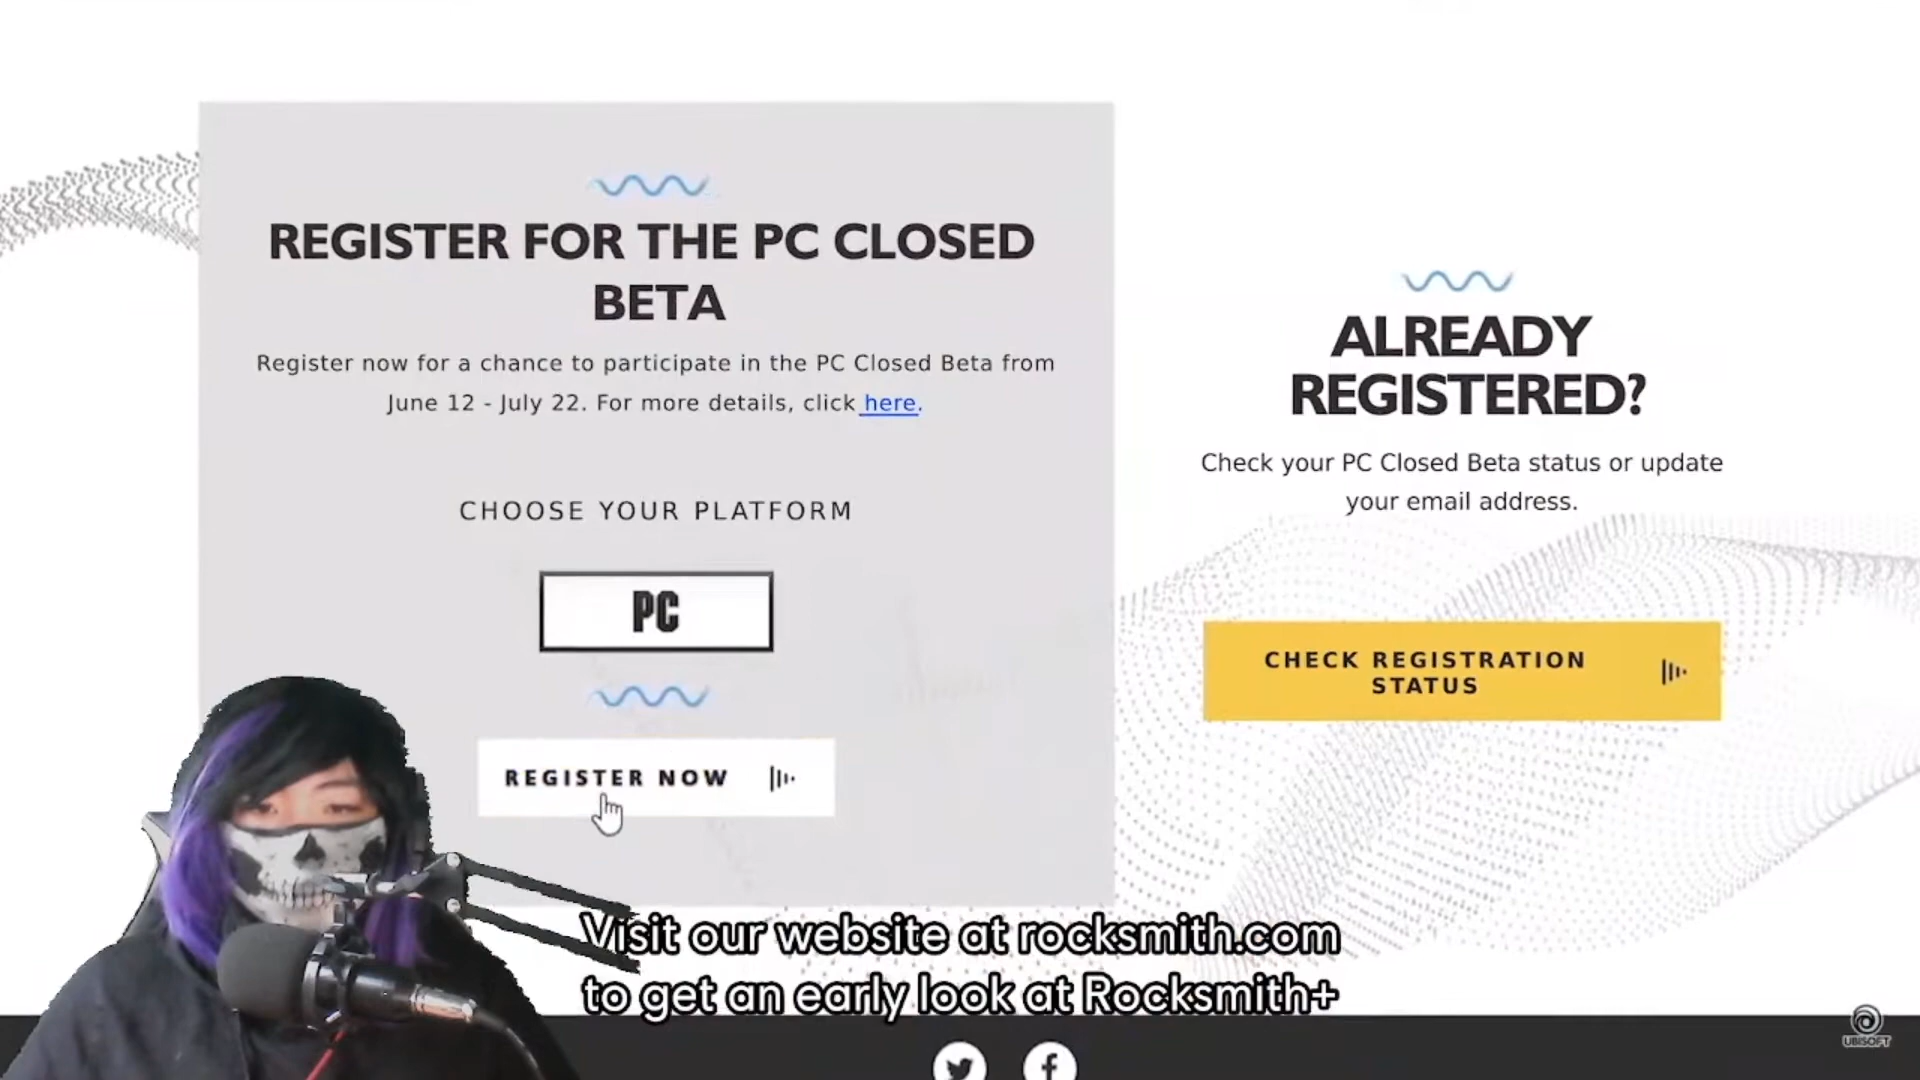 REGISTER FOR THE PC CLOSED
BETA
Register now for a chance to participate in the PC Closed Beta from
June 12 - July 22. For more details, click here.
CHOOSE YOUR PLATFORM
PC
REGISTER NOW
ALREADY
REGISTERED?
Check your PC Closed Beta status or update
your email address.
CHECK REGISTRATION
STATUS
Visit our website at rocksmith.com
to get an early look at Rocksmith+
UBISOFT